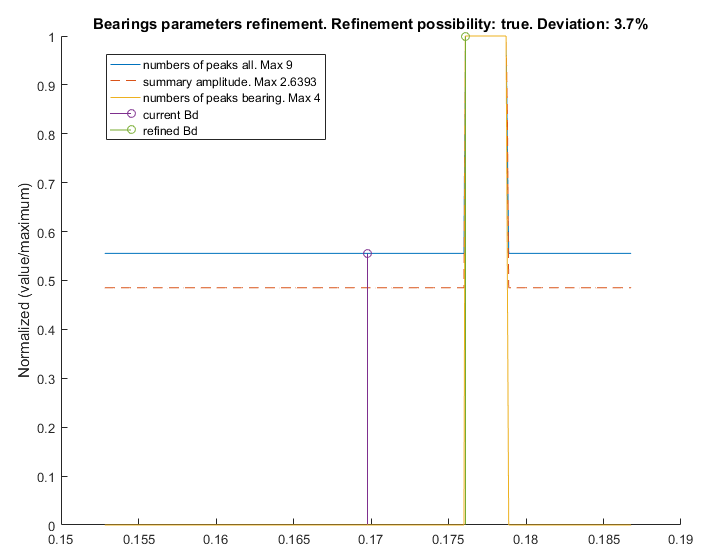 Bearings parameters refinement. Refinement possibility: true. Deviation: 3.7%
numbers of peaks all. Max 9
summary amplitude. Max 2.6393
numbers of peaks bearing. Max 4
current Bd
refined Bd
Normalized (value/maximum)
1
0.9
0.8
0.7
0.6
0.5
0.4
0.3
0.2
0.1
0
0.15 0.155 0.16 0.165 0.17 0.175 0.18 0.185 0.19